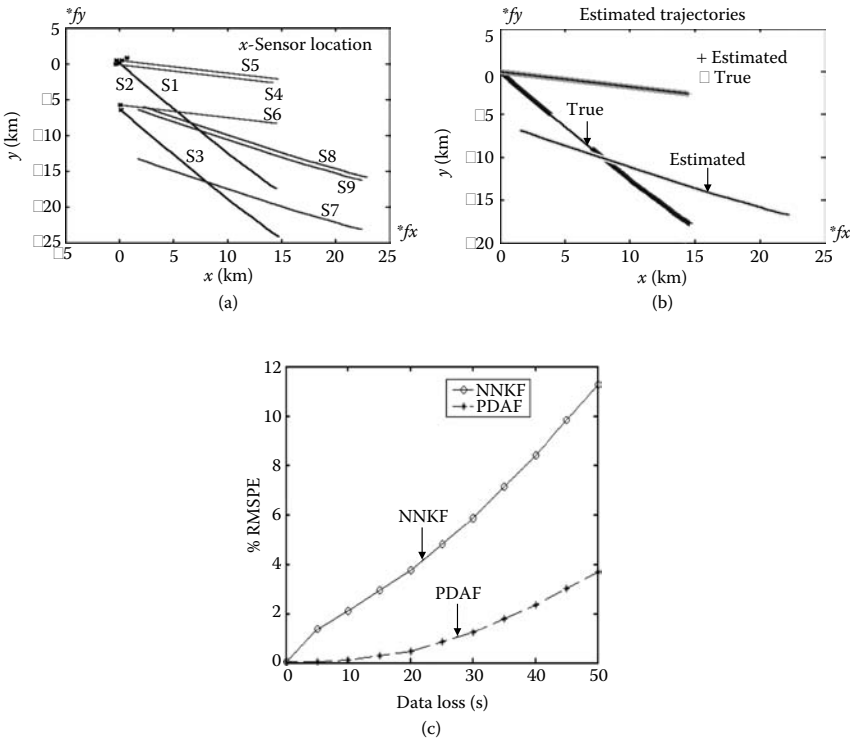 *fy
5
0
□5
□10
□15
□20
□25
y (km)
x-Sensor location
S5
S2
S1
S4
S6
S3
S8
S9
S7
*fx
□5
0
5
10
15
20
25
x (km)
(a)
Estimated trajectories
*fy
5
0
□5
□10
□15
□20
y (km)
+ Estimated
□ True
True
Estimated
*fx
0
5
10
15
20
25
x (km)
(b)
12
10
8
6
4
2
0
% RMSPE
NNKF
PDAF
NNKF
PDAF
0
10
20
30
40
50
Data loss (s)
(c)